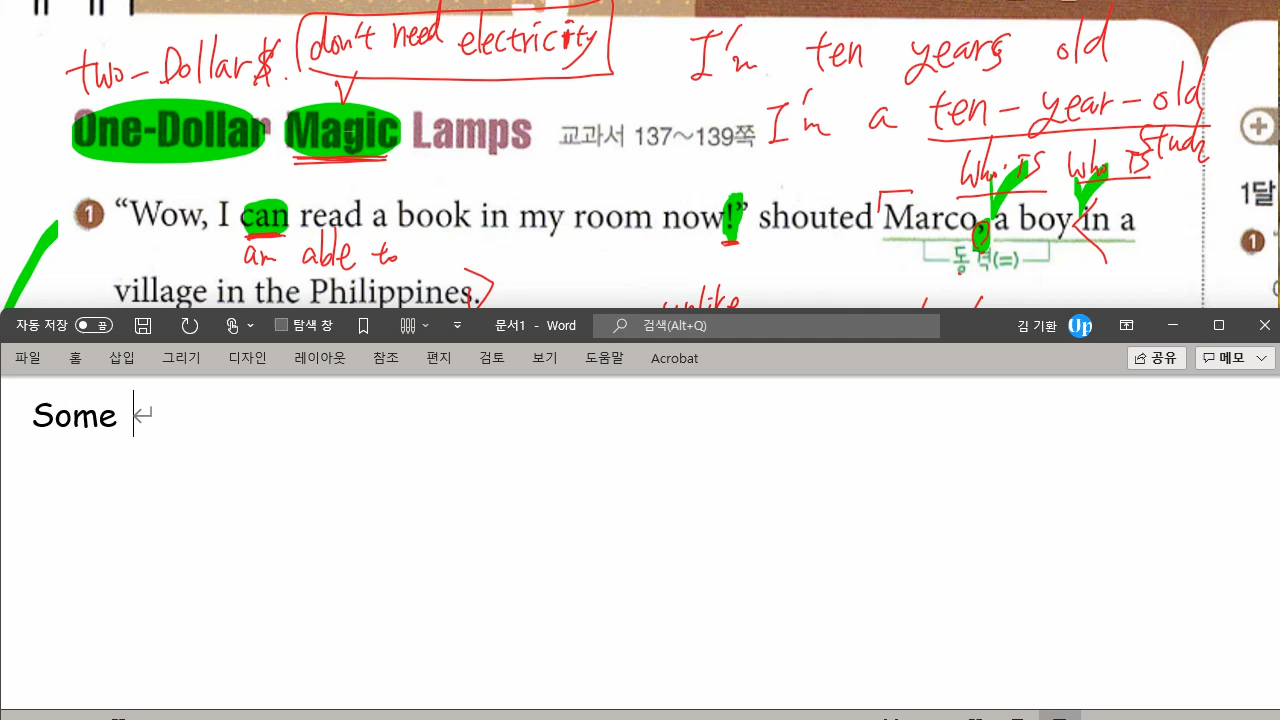 two-Dollar$. don't need electricity I'm ten years old
One-Dollar Magic Lamps 교과서 137~139쪽 I'm a ten-year-old
who is who is
1달
❶ "Wow, I can read a book in my room now!" shouted Marco, a boy in a
am able to 동격(=)
village in the Philippines.
unlike
자동 저장 끔 탐색 창 문서1 - Word 검색(Alt+Q) 김 기환 Up
파일 홈 삽입 그리기 디자인 레이아웃 참조 편지 검토 보기 도움말 Acrobat 공유 메모
Some